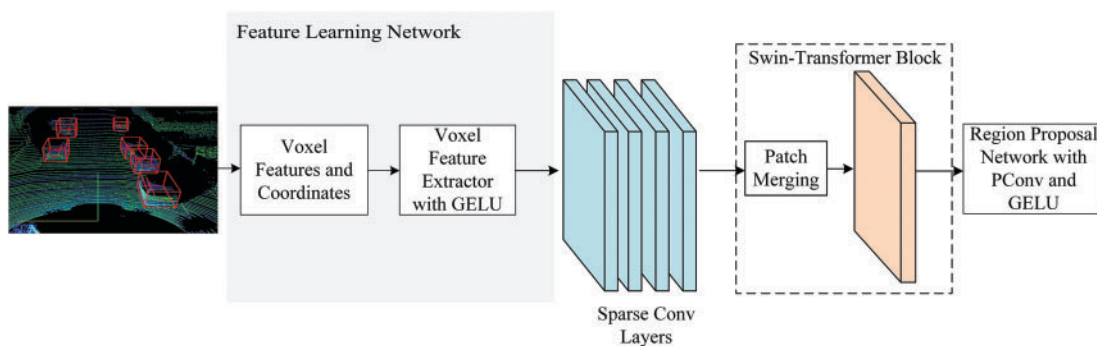 Feature Learning Network
Voxel
Features and
Coordinates
Voxel
Feature
Extractor
with GELU
Sparse Conv
Layers
Swin-Transformer Block
Patch
Merging
Region Proposal
Network with
PConv and
GELU